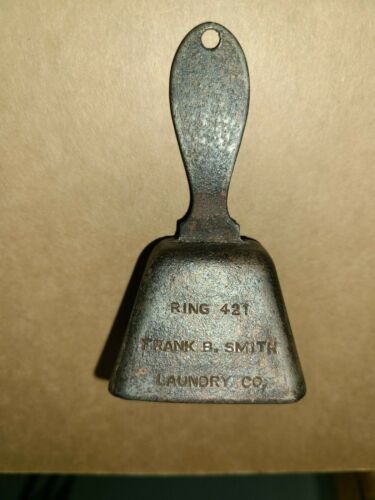 RING 421
FRANK B. SMITH
LAUNDRY CO.